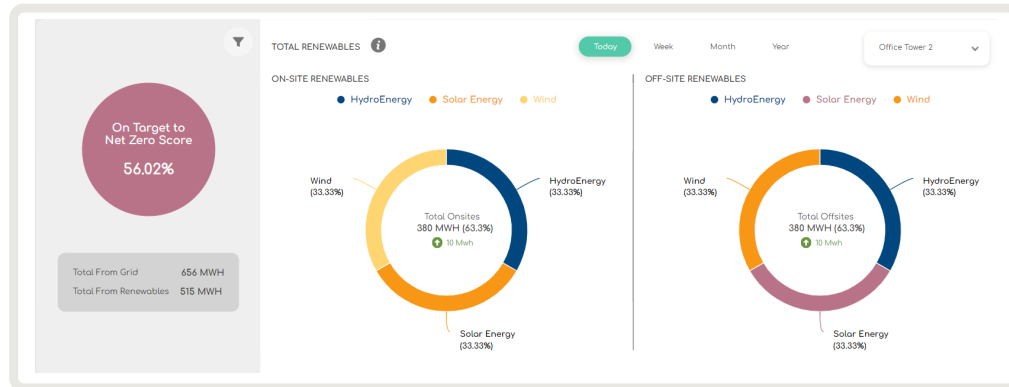 On Target to
Net Zero Score
56.02%
Total From Grid 656 MWH
Total From Renewables 515 MWH
TOTAL RENEWABLES i
Today Week Month Year Office Tower 2
ON-SITE RENEWABLES
HydroEnergy Solar Energy Wind
Wind
(33.33%)
HydroEnergy
(33.33%)
Total Onsites
380 MWH (63.3%)
10 Mwh
Solar Energy
(33.33%)
OFF-SITE RENEWABLES
HydroEnergy Solar Energy Wind
Wind
(33.33%)
HydroEnergy
(33.33%)
Total Offsites
380 MWH (63.3%)
10 Mwh
Solar Energy
(33.33%)